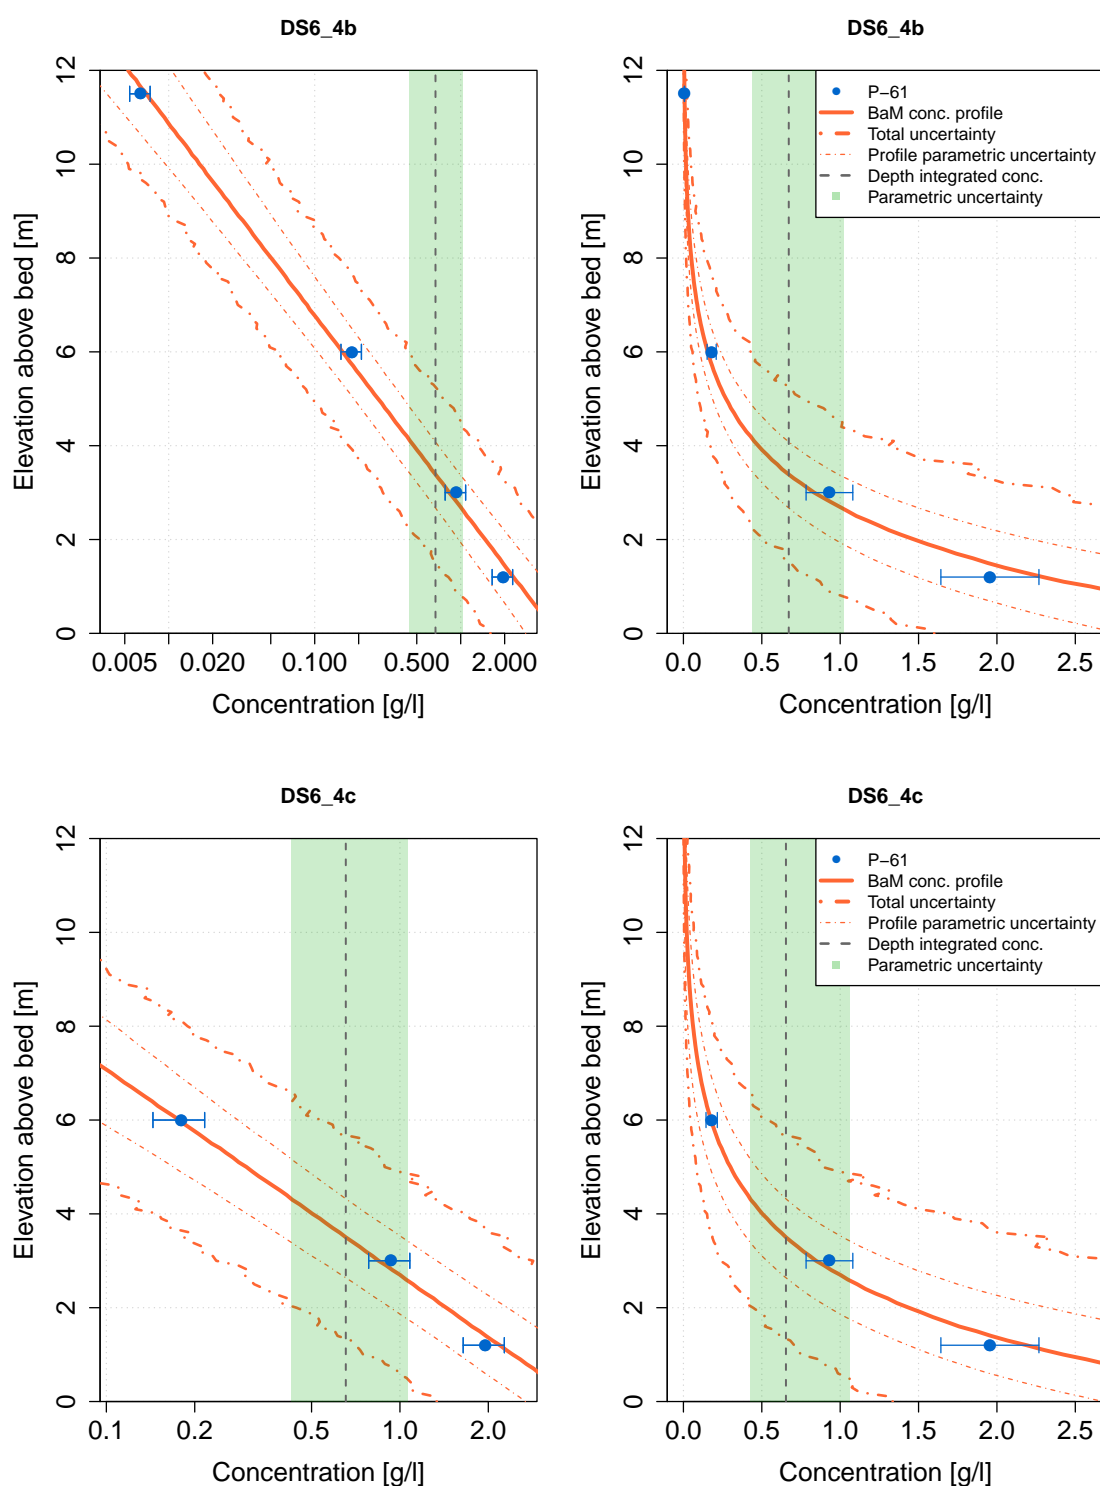 DS6_4b
12
10
8
6
4
2
0
Elevation above bed [m]
0.005 0.020 0.100 0.500 2.000
Concentration [g/l]
DS6_4b
12
10
8
6
4
2
0
Elevation above bed [m]
P−61
BaM conc. profile
Total uncertainty
Profile parametric uncertainty
Depth integrated conc.
Parametric uncertainty
0.0 0.5 1.0 1.5 2.0 2.5
Concentration [g/l]
DS6_4c
12
10
8
6
4
2
0
Elevation above bed [m]
0.1 0.2 0.5 1.0 2.0
Concentration [g/l]
DS6_4c
12
10
8
6
4
2
0
Elevation above bed [m]
P−61
BaM conc. profile
Total uncertainty
Profile parametric uncertainty
Depth integrated conc.
Parametric uncertainty
0.0 0.5 1.0 1.5 2.0 2.5
Concentration [g/l]